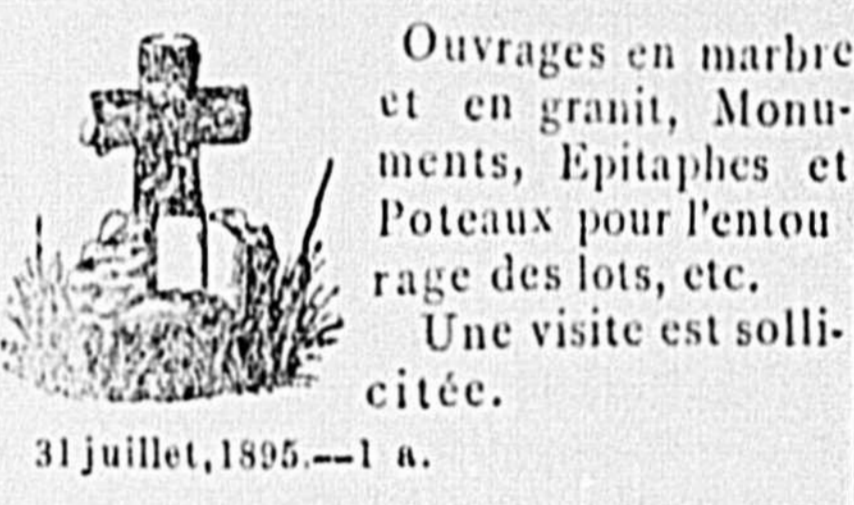 Ouvrages en marbre
et en granit, Monu-
ments, Epitaphes et
Poteaux pour l'entou
rage des lots, etc.
Une visite est solli-
citée.
31 juillet, 1895.—1 a.